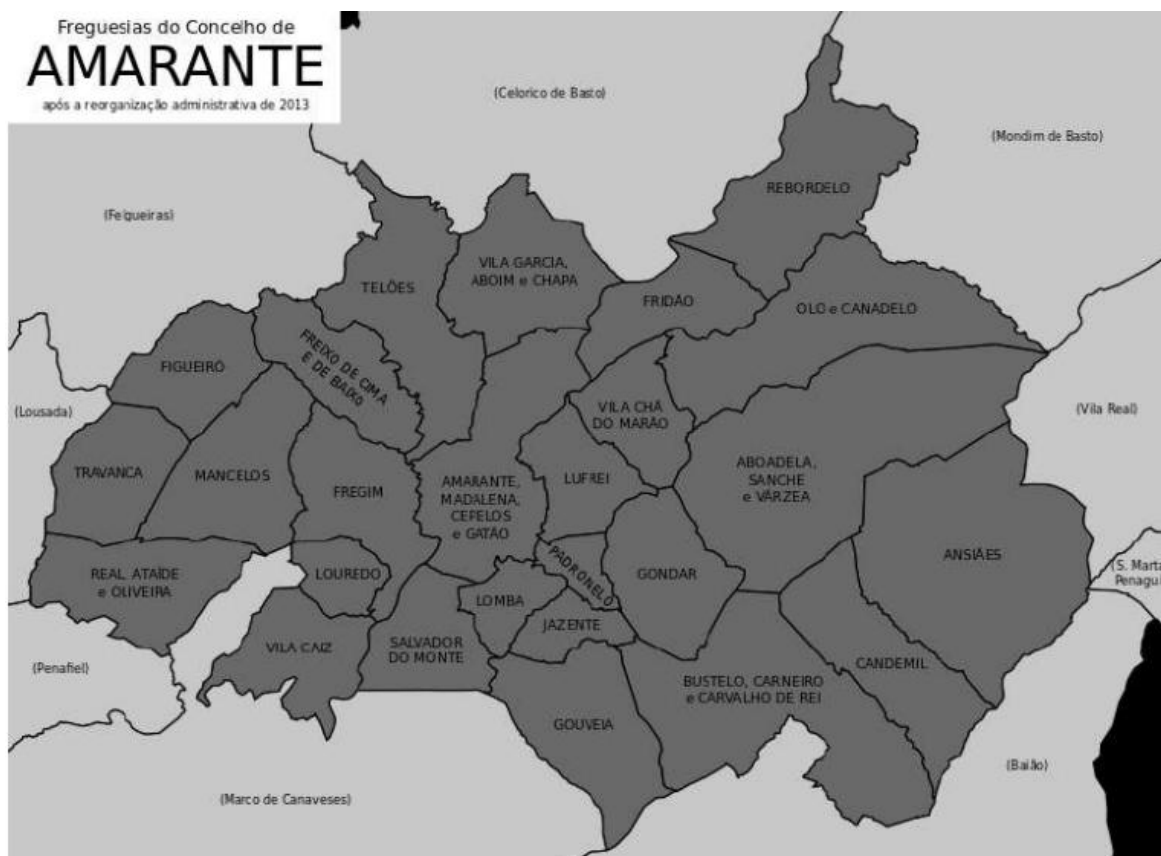 Freguesias do Concelho de
AMARANTE
após a reorganização administrativa de 2013
(Celorico de Basto)
(Mondim de Basto)
REBORDELO
(Felgueiras)
VILA GARCIA,
ABOIM e CHAPA
TELÕES
FRIDÃO
OLO e CANADELO
FREIXO DE CIMA
E DE BAIXO
FIGUEIRÓ
(Lousada)
VILA CHÃ
DO MARÃO
(Vila Real)
TRAVANCA
MANCELOS
FREGIM
AMARANTE,
MADALENA,
CEPELOS
e GATÃO
LUFREI
ABOADELA,
SANCHE
e VÁRZEA
ANSIÃES
REAL, ATAÍDE
e OLIVEIRA
LOUREDO
PADRONELO
GONDAR
(S. Marta
Penagui
LOMBA
JAZENTE
VILA CAIZ
SALVADOR
DO MONTE
(Penafiel)
CANDEMIL
BUSTELO, CARNEIRO
e CARVALHO DE REI
GOUVEIA
(Baião)
(Marco de Canaveses)